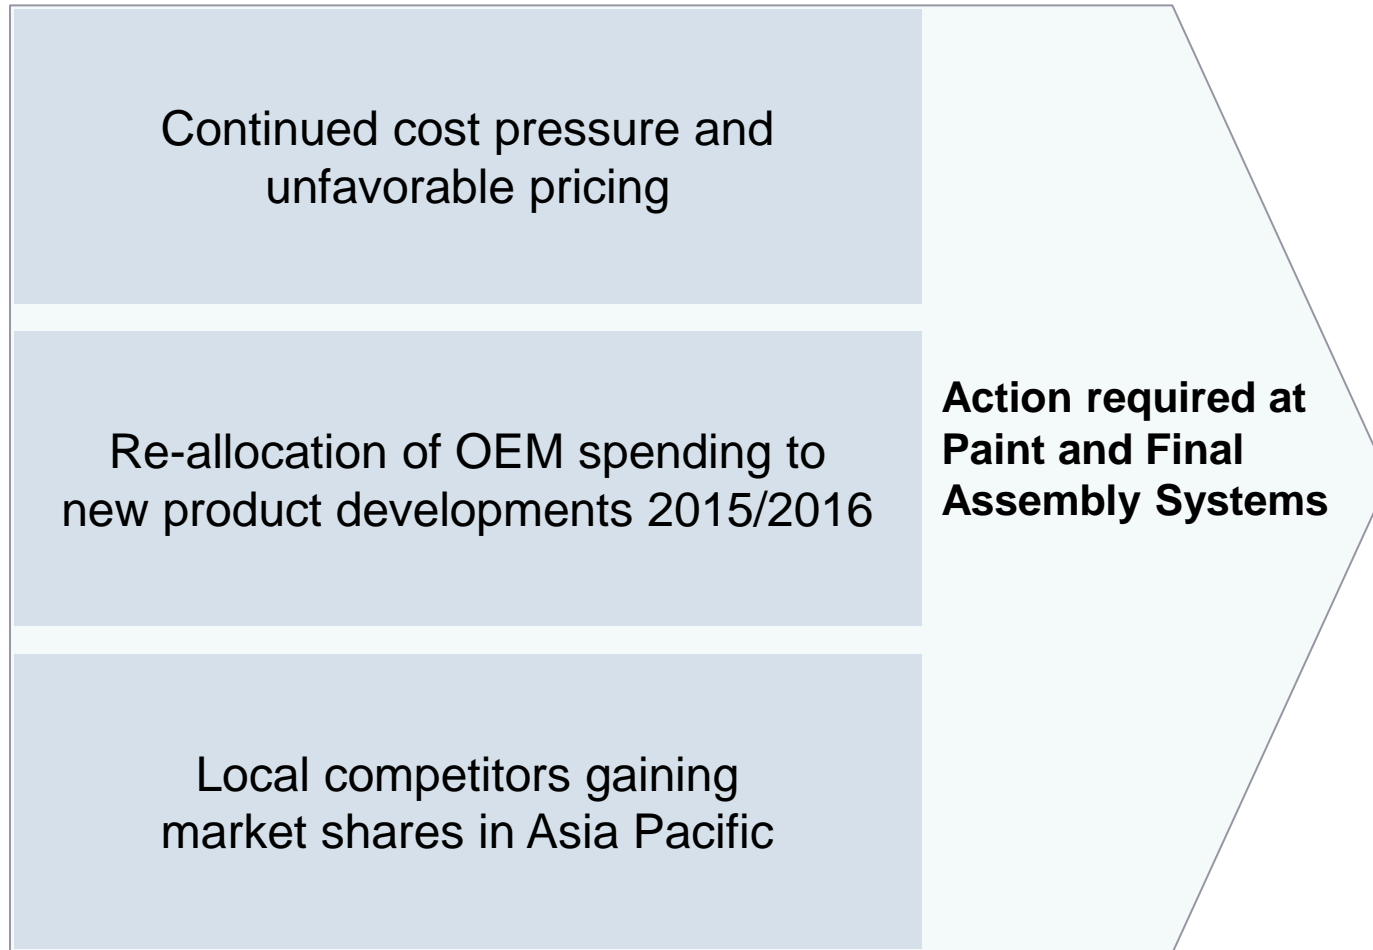 Continued cost pressure and
unfavorable pricing
Re-allocation of OEM spending to
new product developments 2015/2016
Local competitors gaining
market shares in Asia Pacific
Action required at
Paint and Final
Assembly Systems